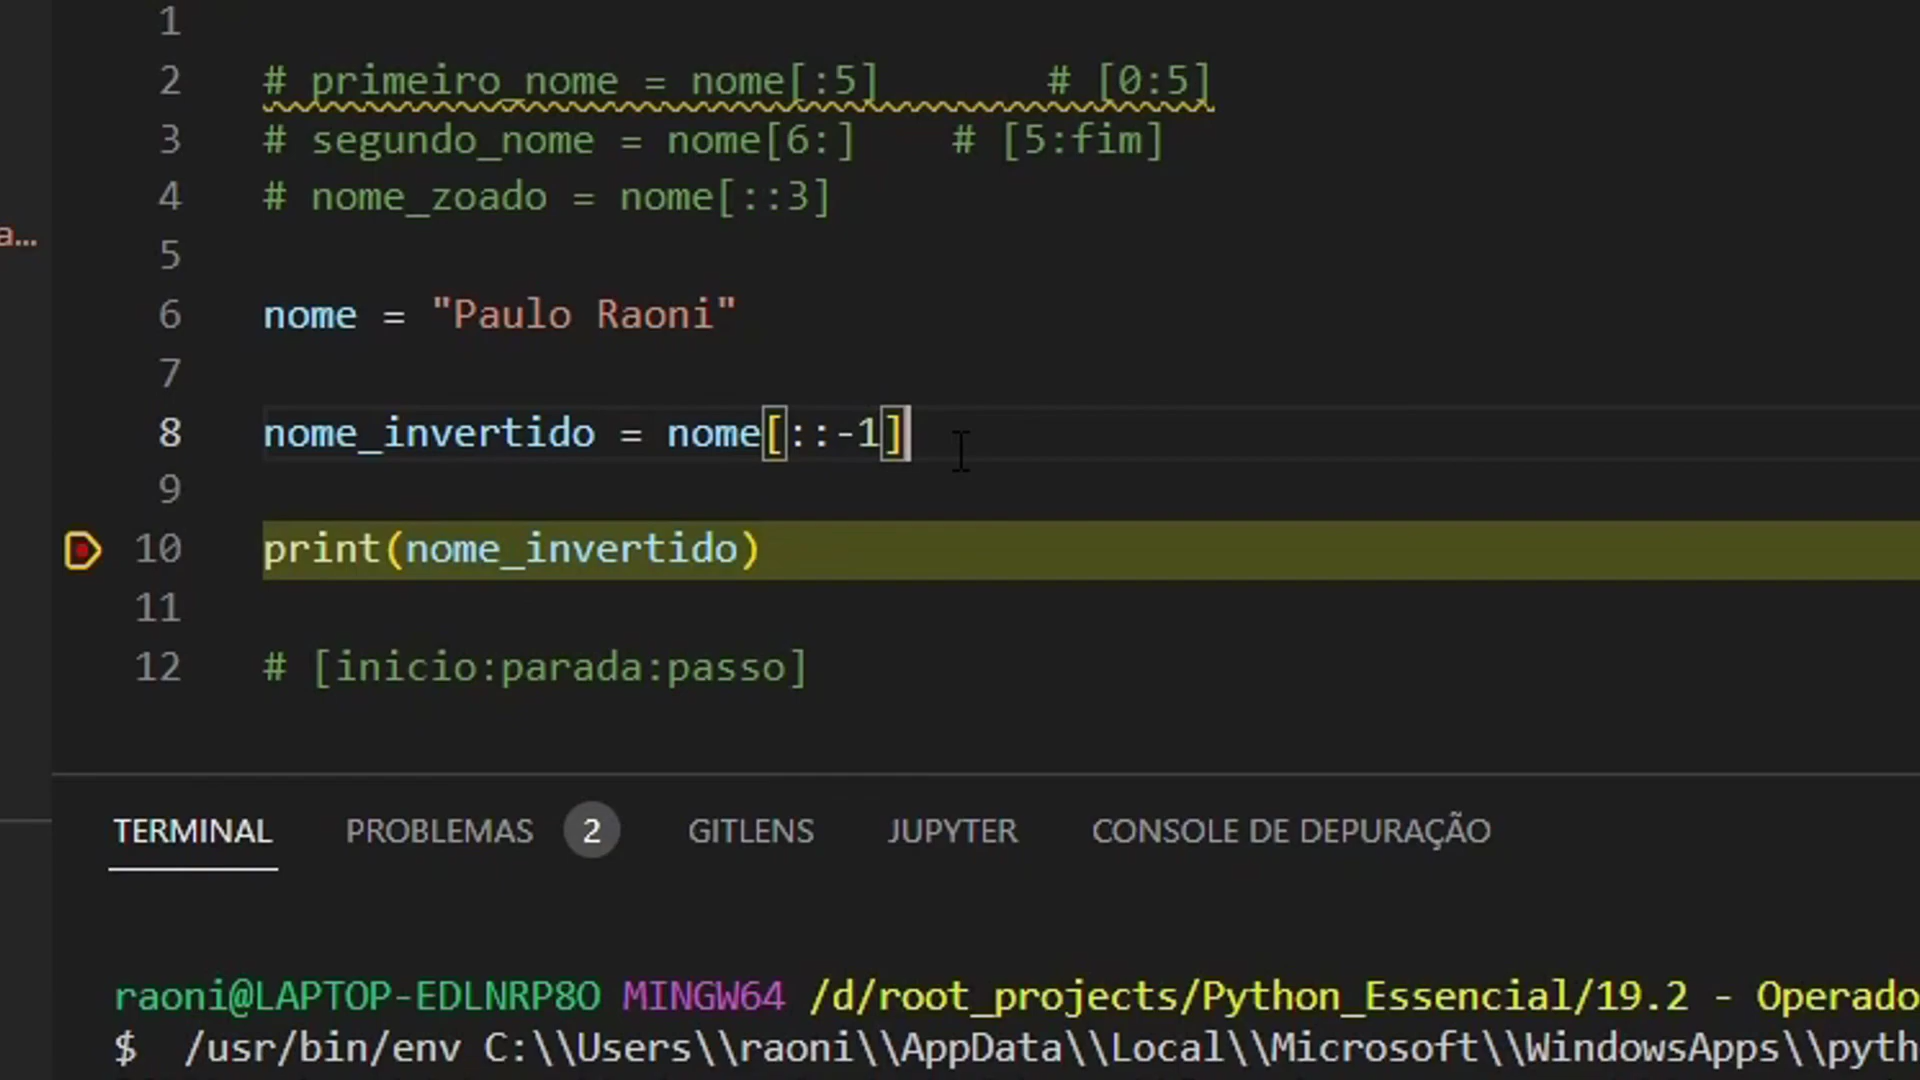 1
2 # primeiro_nome = nome[:5] # [0:5]
3 # segundo_nome = nome[6:] # [5:fim]
4 # nome_zoado = nome[::3]
a...
5
6 nome = "Paulo Raoni"
7
8 nome_invertido = nome[::-1]
9
10 print(nome_invertido)
11
12 # [inicio:parada:passo]
TERMINAL PROBLEMAS 2 GITLENS JUPYTER CONSOLE DE DEPURAÇÃO
raoni@LAPTOP-EDLNRP8O MINGW64 /d/root_projects/Python_Essencial/19.2 - Operado
$ /usr/bin/env C:\\Users\\raoni\\AppData\\Local\\Microsoft\\WindowsApps\\pyth